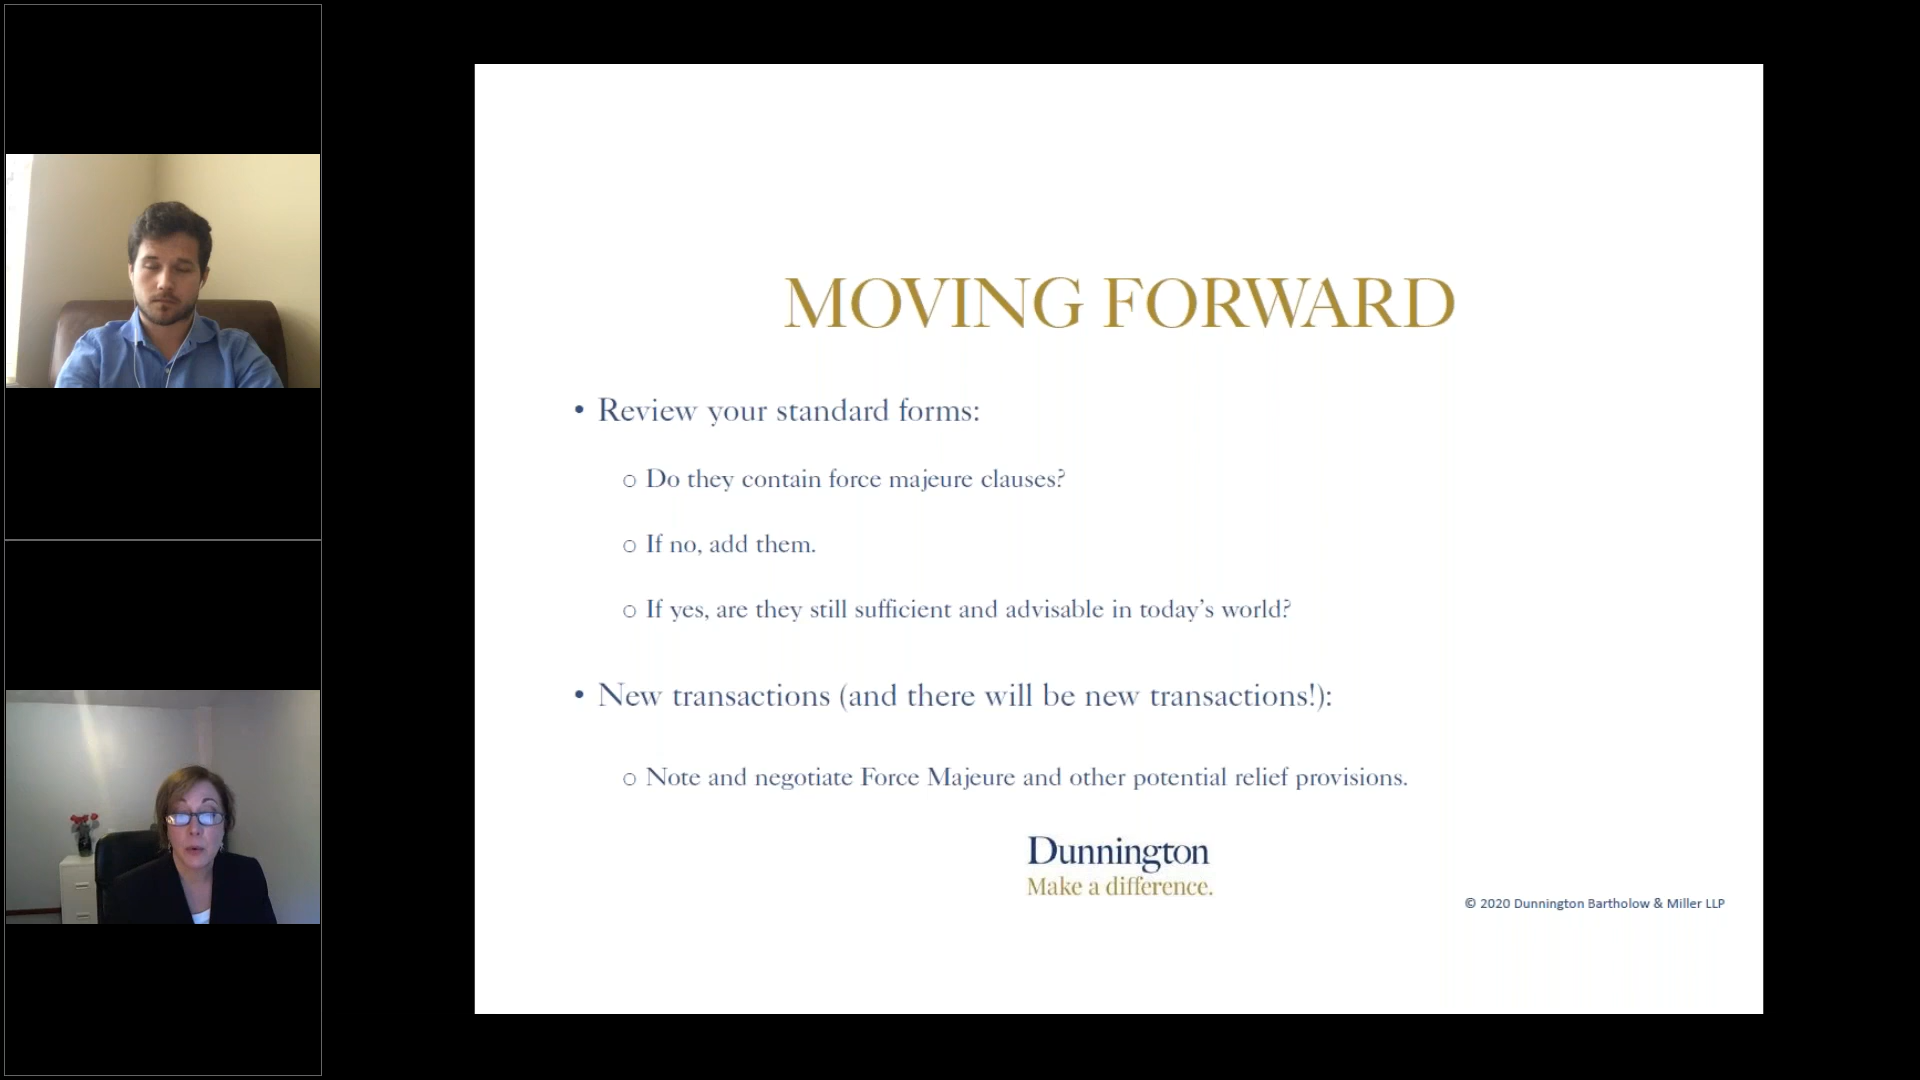 MOVING FORWARD
• Review your standard forms:
o Do they contain force majeure clauses?
o If no, add them.
o If yes, are they still sufficient and advisable in today’s world?
• New transactions (and there will be new transactions!):
o Note and negotiate Force Majeure and other potential relief provisions.
Dunnington
Make a difference.
© 2020 Dunnington Bartholow & Miller LLP